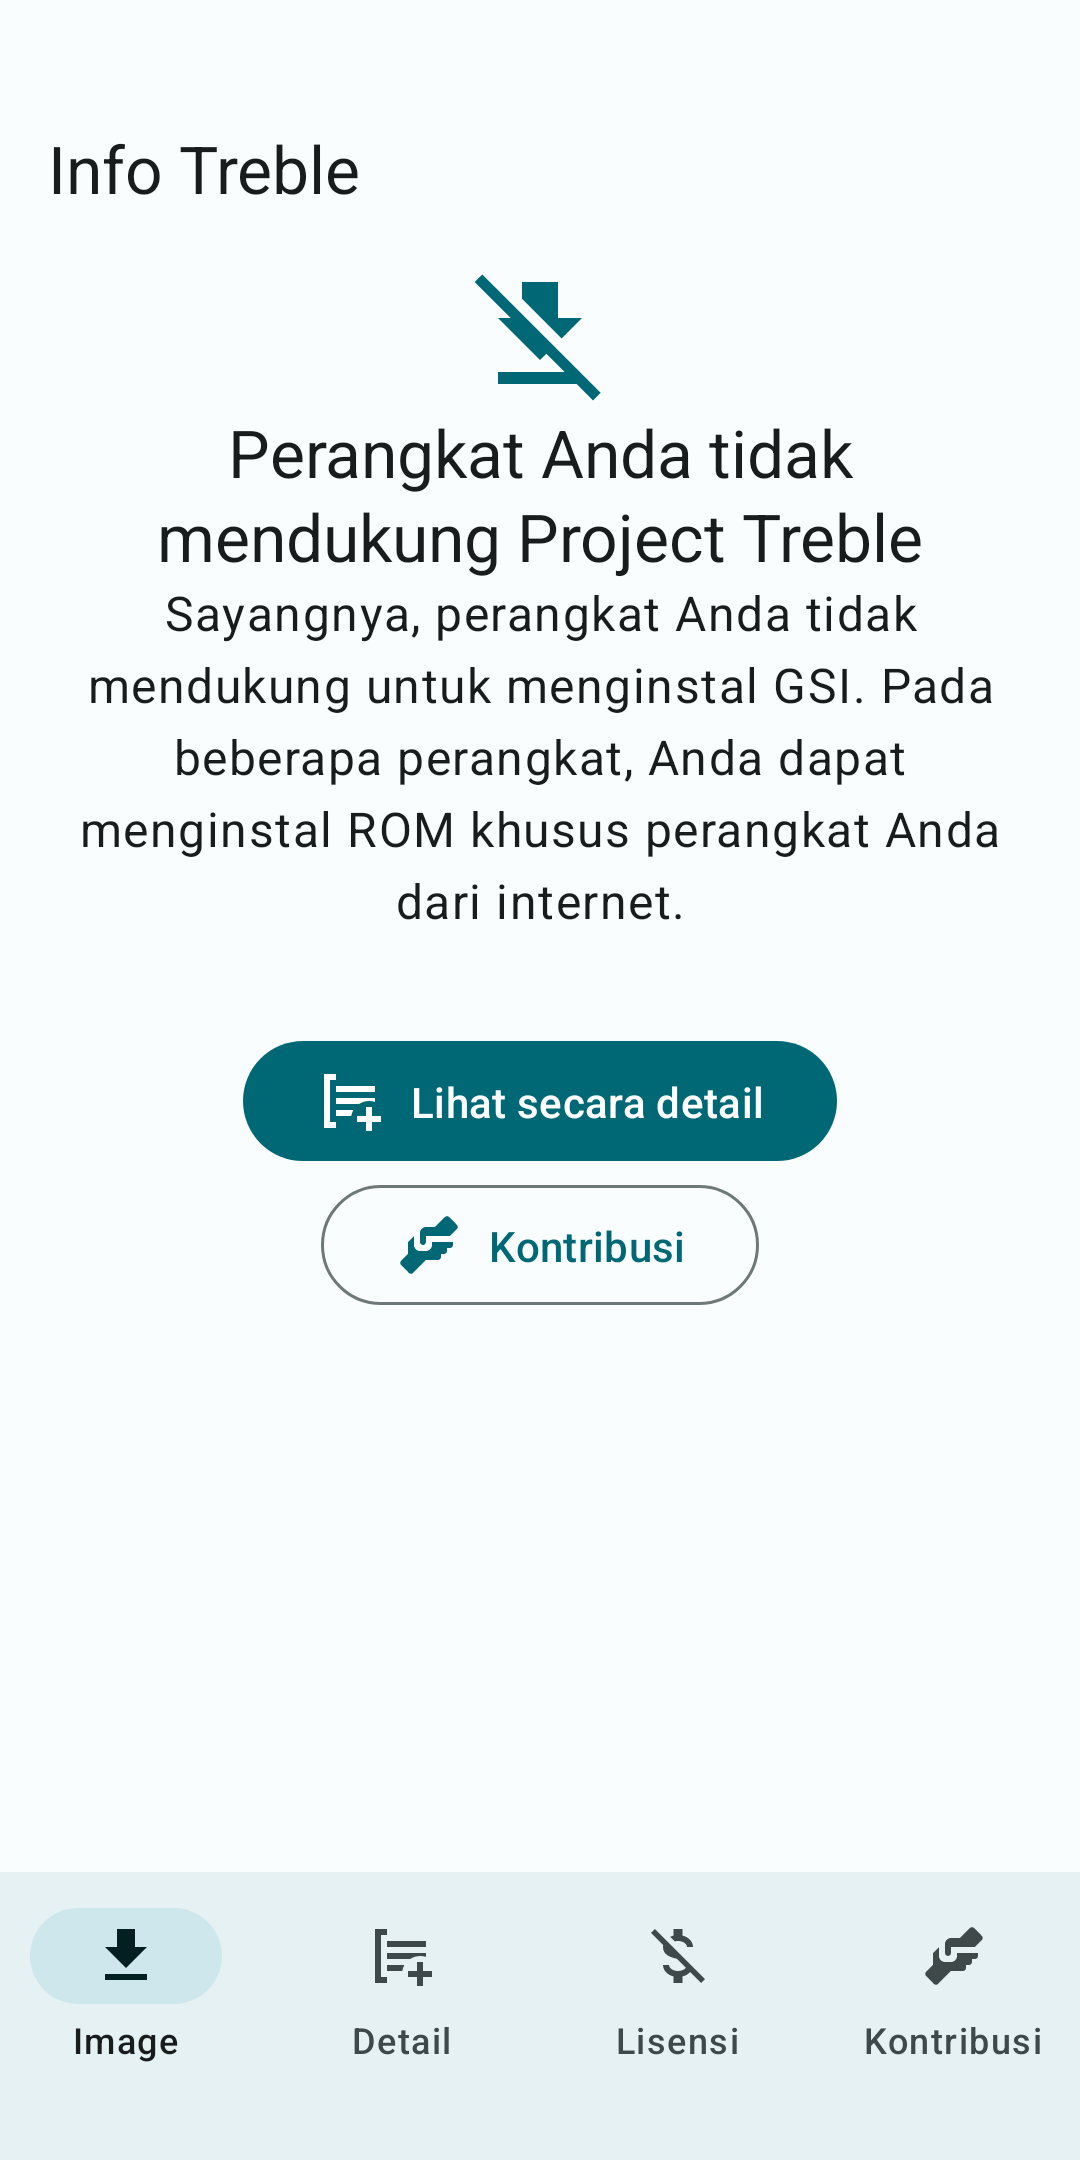 Info Treble
Perangkat Anda tidak
mendukung Project Treble
Sayangnya, perangkat Anda tidak
mendukung untuk menginstal GSI. Pada
beberapa perangkat, Anda dapat
menginstal ROM khusus perangkat Anda
dari internet.
Lihat secara detail
Kontribusi
Image
Detail
Lisensi
Kontribusi